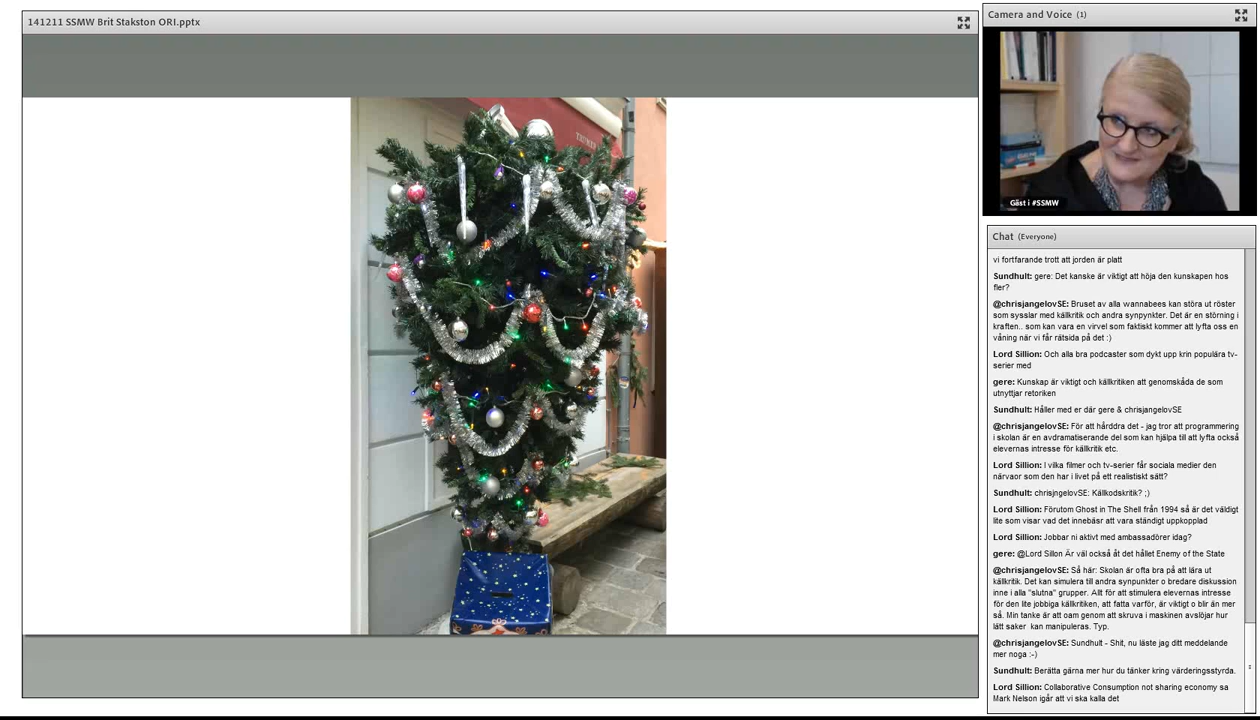 141211 SSMW Brit Stakston ORI.pptx
Camera and Voice (1)
Gäst i #SSMW
Chat (Everyone)
vi fortfarande trott att jorden är platt
Sundhult: gere: Det kanske är viktigt att höja den kunskapen hos
fler?
@chrisjangelovSE: Bruset av alla wannabees kan störa ut röster
som sysslar med källkritik och andra synpynkter. Det är en störning i
kraften.. som kan vara en virvel som faktiskt kommer att lyfta oss en
våning när vi får rätsida på det :)
Lord Sillion: Och alla bra podcaster som dykt upp krin populära tv-
serier med
gere: Kunskap är viktigt och källkritiken att genomskåda de som
utnyttjar retoriken
Sundhult: Håller med er där gere & chrisjangelovSE
@chrisjangelovSE: För att hårddra det - jag tror att programmering
i skolan är en avdramatiserande del som kan hjälpa till att lyfta också
elevernas intresse för källkritik etc.
Lord Sillion: I vilka filmer och tv-serier får sociala medier den
närvaor som den har i livet på ett realistiskt sätt?
Sundhult: chrisjngelovSE: Källkodskritik? ;)
Lord Sillion: Förutom Ghost in The Shell från 1994 så är det väldigt
lite som visar vad det innebäsr att vara ständigt uppkopplad
Lord Sillion: Jobbar ni aktivt med ambassadörer idag?
gere: @Lord Sillon Är väl också åt det hållet Enemy of the State
@chrisjangelovSE: Så här: Skolan är ofta bra på att lära ut
källkritik. Det kan simulera till andra synpunkter o bredare diskussion
inne i alla "slutna" grupper. Allt för att stimulera elevernas intresse
för den lite jobbiga källkritiken, att fatta varför, är viktigt o blir än mer
så. Min tanke är att oam genom att skruva i maskinen avslöjar hur
lätt saker kan manipuleras. Typ.
@chrisjangelovSE: Sundhult - Shit, nu läste jag ditt meddelande
mer noga :-)
Sundhult: Berätta gärna mer hur du tänker kring värderingsstyrda.
Lord Sillion: Collaborative Consumption not sharing economy sa
Mark Nelson igår att vi ska kalla det